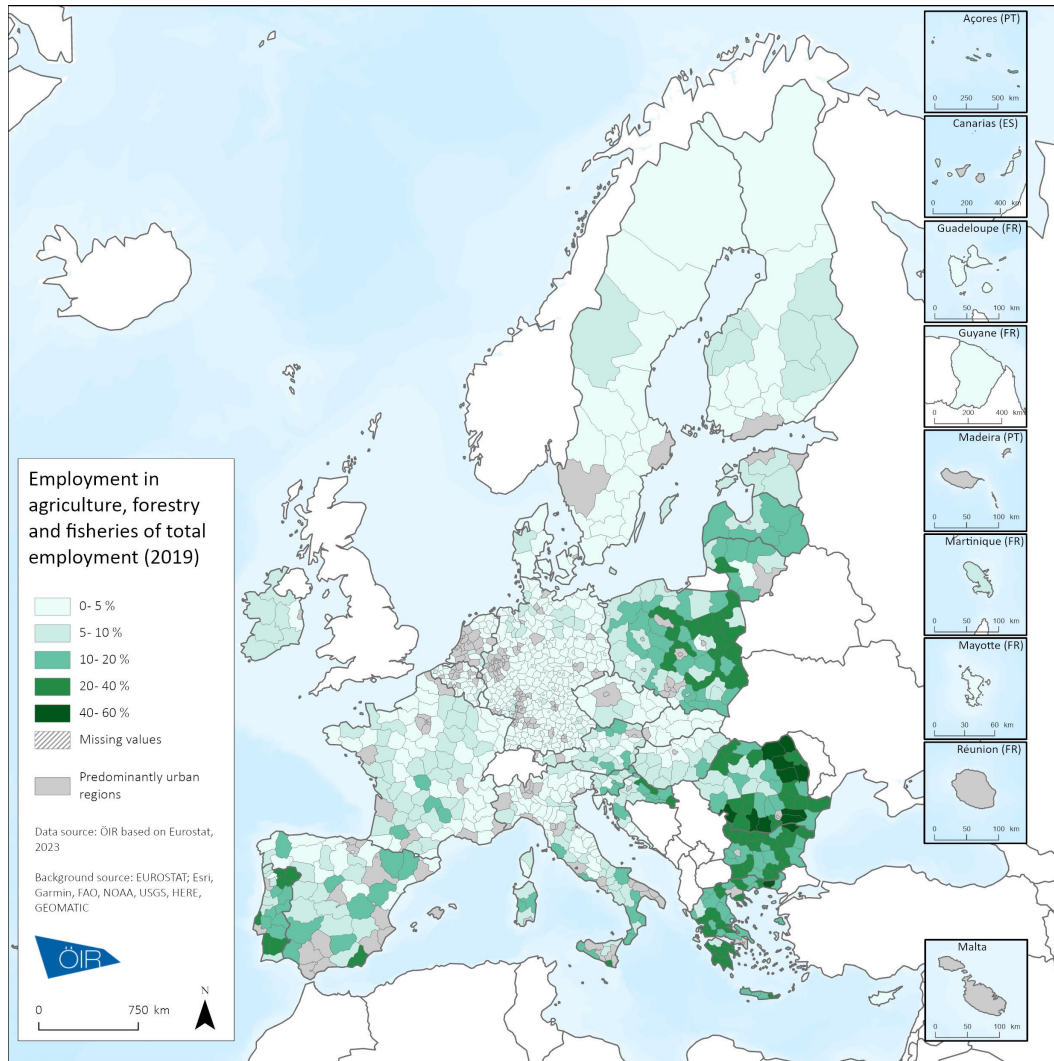 Employment in
agriculture, forestry
and fisheries of total
employment (2019)
0- 5 %
5- 10 %
10- 20 %
20- 40 %
40- 60 %
Missing values
Predominantly urban
regions
Data source: ÖIR based on Eurostat,
2023
Background source: EUROSTAT; Esri,
Garmin, FAO, NOAA, USGS, HERE,
GEOMATIC
ÖIR
N
0 750 km
Açores (PT)
0 250 500 km
Canarias (ES)
0 200 400 km
Guadeloupe (FR)
0 50 100 km
Guyane (FR)
0 200 400 km
Madeira (PT)
0 50 100 km
Martinique (FR)
0 50 100 km
Mayotte (FR)
0 30 60 km
Réunion (FR)
0 50 100 km
Malta
0 50 100 km